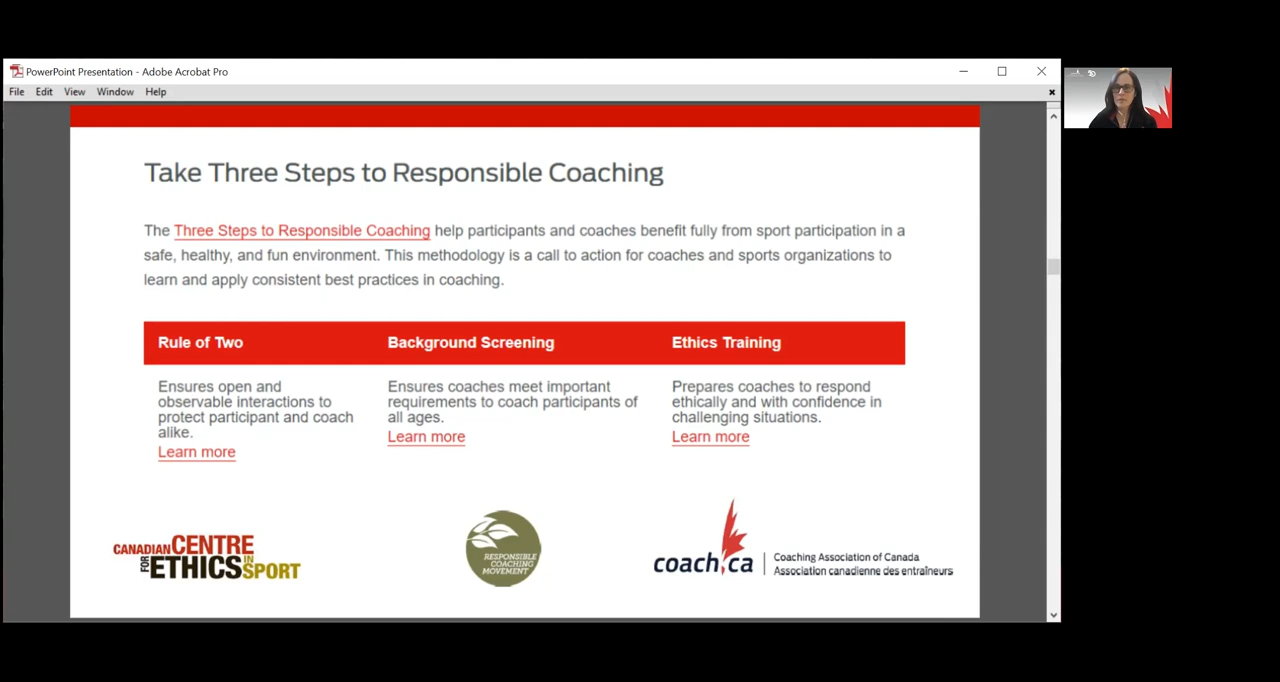 PowerPoint Presentation - Adobe Acrobat Pro
File Edit View Window Help
Take Three Steps to Responsible Coaching
The Three Steps to Responsible Coaching help participants and coaches benefit fully from sport participation in a
safe, healthy, and fun environment. This methodology is a call to action for coaches and sports organizations to
learn and apply consistent best practices in coaching.
Rule of Two
Ensures open and
observable interactions to
protect participant and coach
alike.
Learn more
Background Screening
Ensures coaches meet important
requirements to coach participants of
all ages.
Learn more
Ethics Training
Prepares coaches to respond
ethically and with confidence in
challenging situations.
Learn more
CANADIAN CENTRE
FOR ETHICS IN SPORT
RESPONSIBLE
COACHING
MOVEMENT
coach.ca
Coaching Association of Canada
Association canadienne des entraîneurs